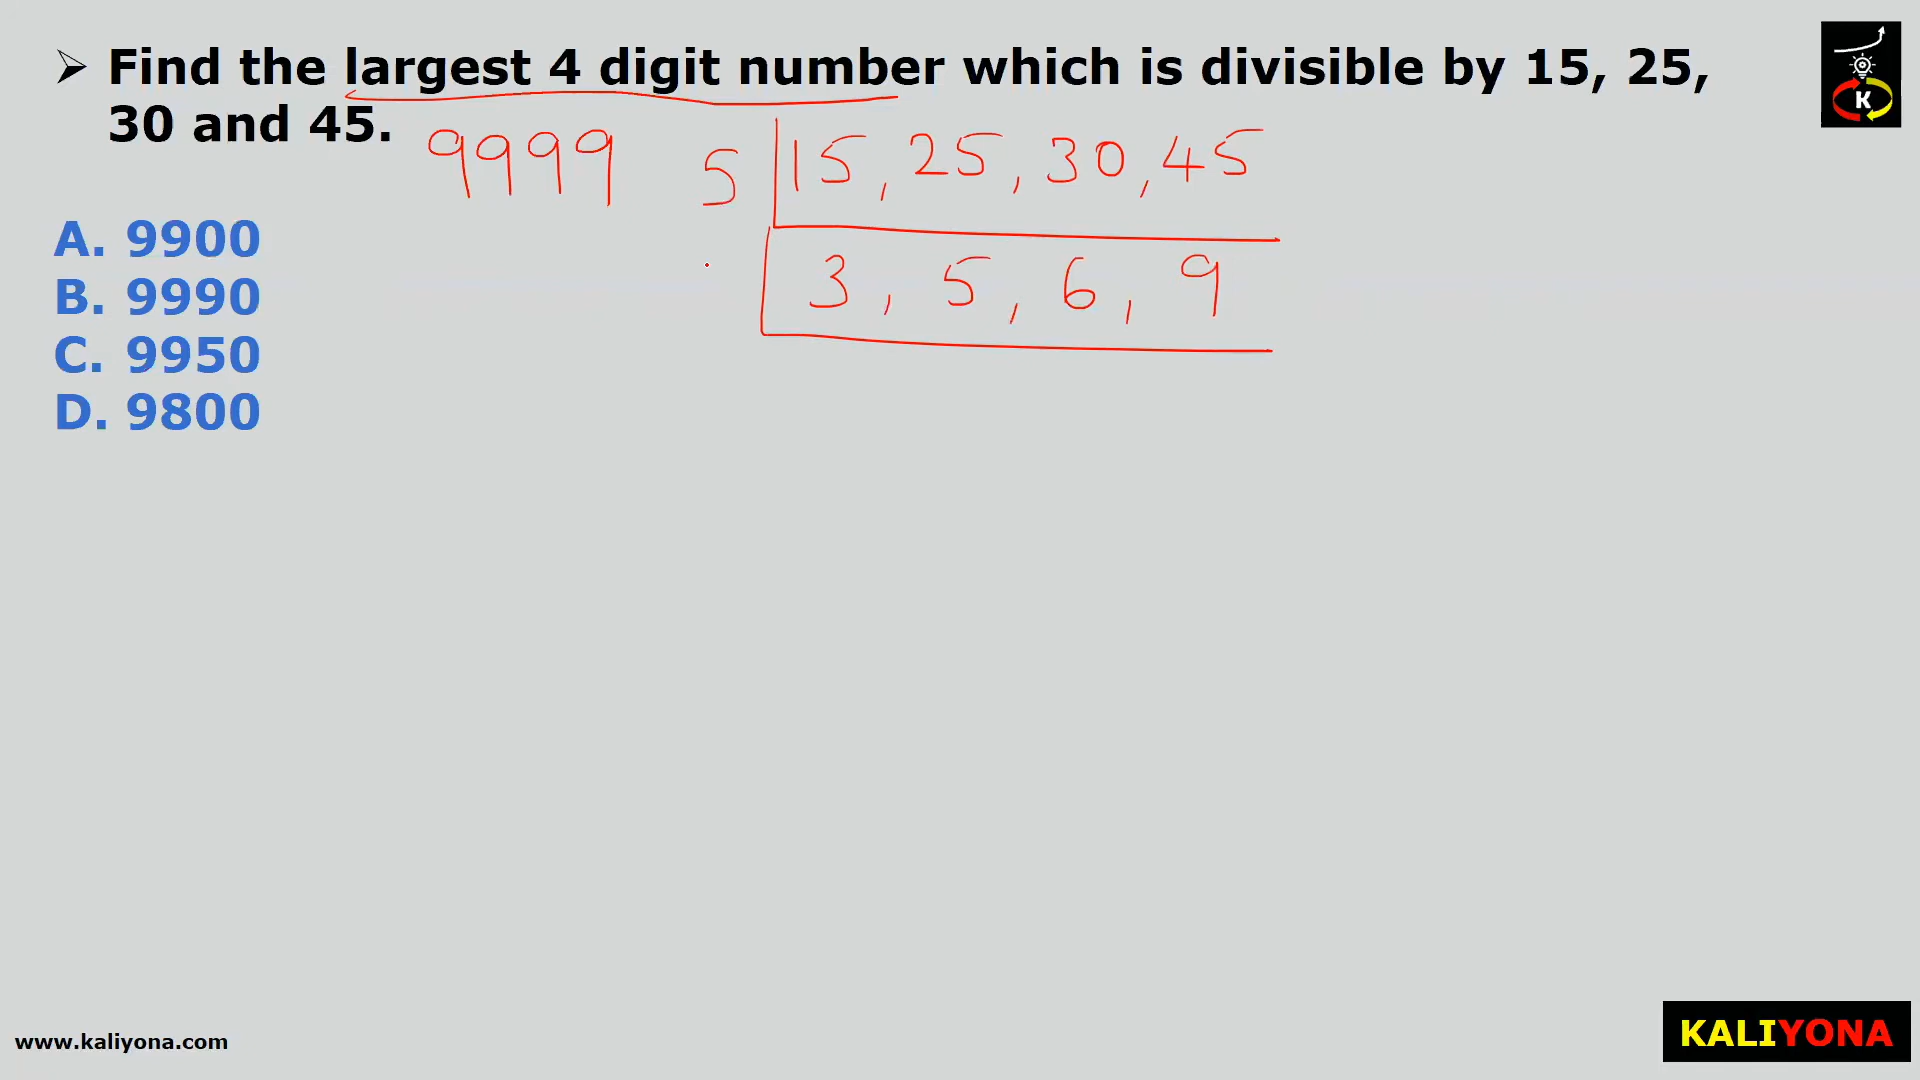 ➢ Find the largest 4 digit number which is divisible by 15, 25,
30 and 45.
9999
5 | 15, 25, 30, 45
3, 5, 6, 9
A. 9900
B. 9990
C. 9950
D. 9800
K
www.kaliyona.com
KALIYONA